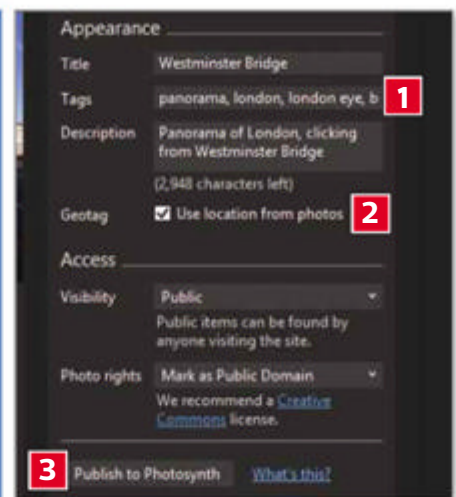 Appearance
Title Westminster Bridge
Tags panorama, london, london eye, b 1
Description Panorama of London, clicking
from Westminster Bridge
(2,948 characters left)
Geotag Use location from photos 2
Access
Visibility Public
Public items can be found by
anyone visiting the site.
Photo rights Mark as Public Domain
We recommend a Creative
Commons license.
3 Publish to Photosynth What's this?